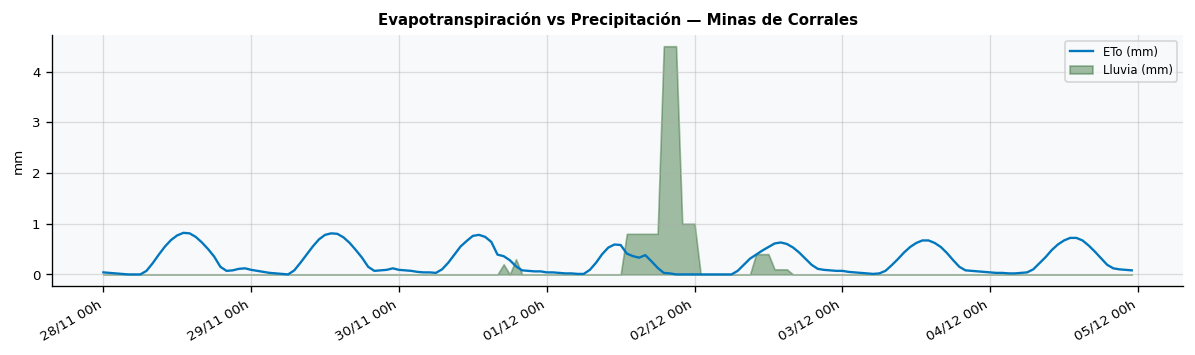 Evapotranspiración vs Precipitación — Minas de Corrales
ETo (mm)
Lluvia (mm)
mm
4
3
2
1
0
28/11 00h
29/11 00h
30/11 00h
01/12 00h
02/12 00h
03/12 00h
04/12 00h
05/12 00h